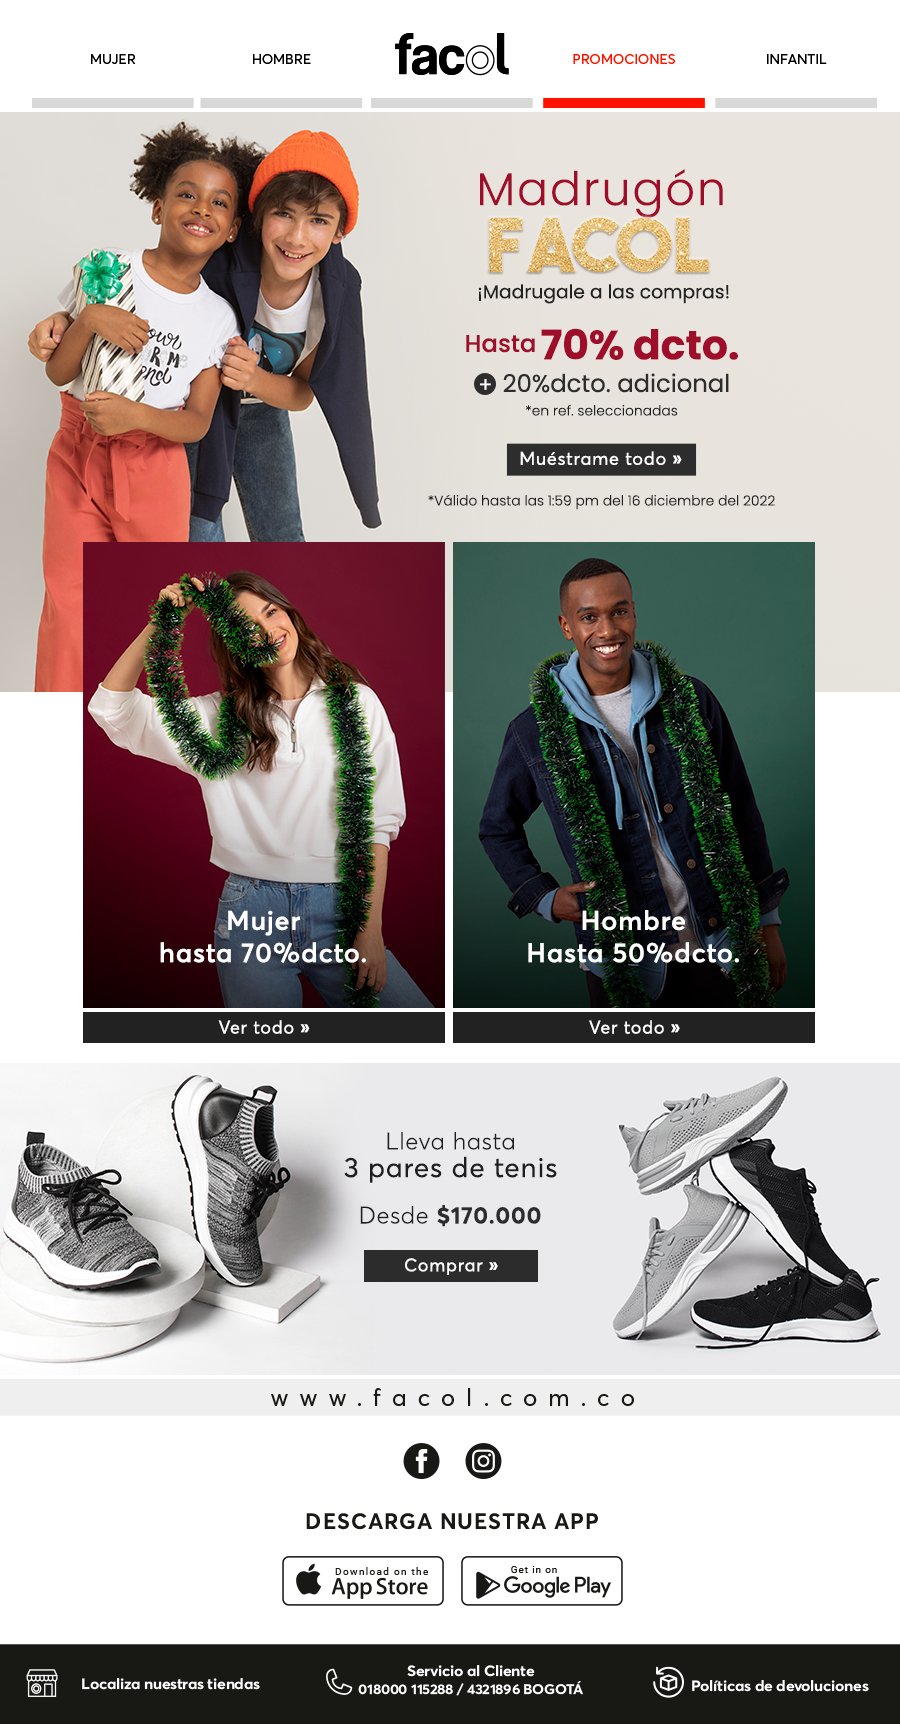 MUJER
HOMBRE
facol
PROMOCIONES
INFANTIL
Madrugón
FACOL
¡Madrugale a las compras!
Hasta 70% dcto.
+ 20%dcto. adicional
*en ref. seleccionadas
Muéstrame todo »
*Válido hasta las 1:59 pm del 16 diciembre del 2022
Mujer
hasta 70%dcto.
Ver todo »
Hombre
Hasta 50%dcto.
Ver todo »
Lleva hasta
3 pares de tenis
Desde $170.000
Comprar »
www.facol.com.co
DESCARGA NUESTRA APP
Download on the
App Store
Get in on
Google Play
Localiza nuestras tiendas
Servicio al Cliente
018000 115288 / 4321896 BOGOTÁ
Políticas de devoluciones